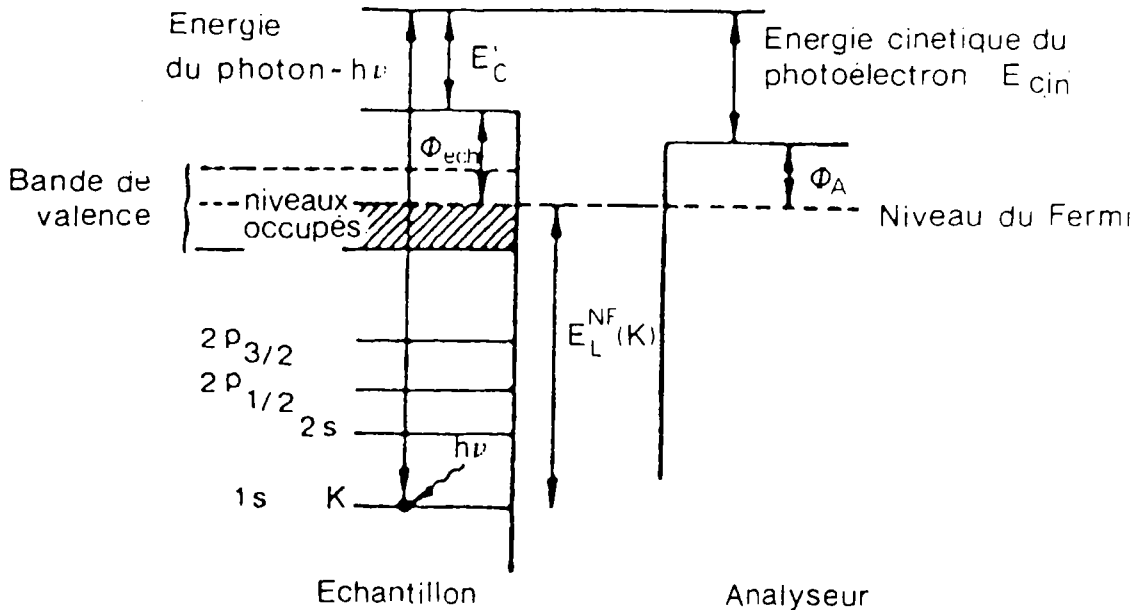 Energie
du photon - hν
E'C
Energie cinetique du
photoélectron Ecin
Φech
ΦA
Bande de
valence
niveaux
occupés
Niveau du Fermi
E_L^NF(K)
2p3/2
2p1/2
2s
hν
1s K
Echantillon
Analyseur